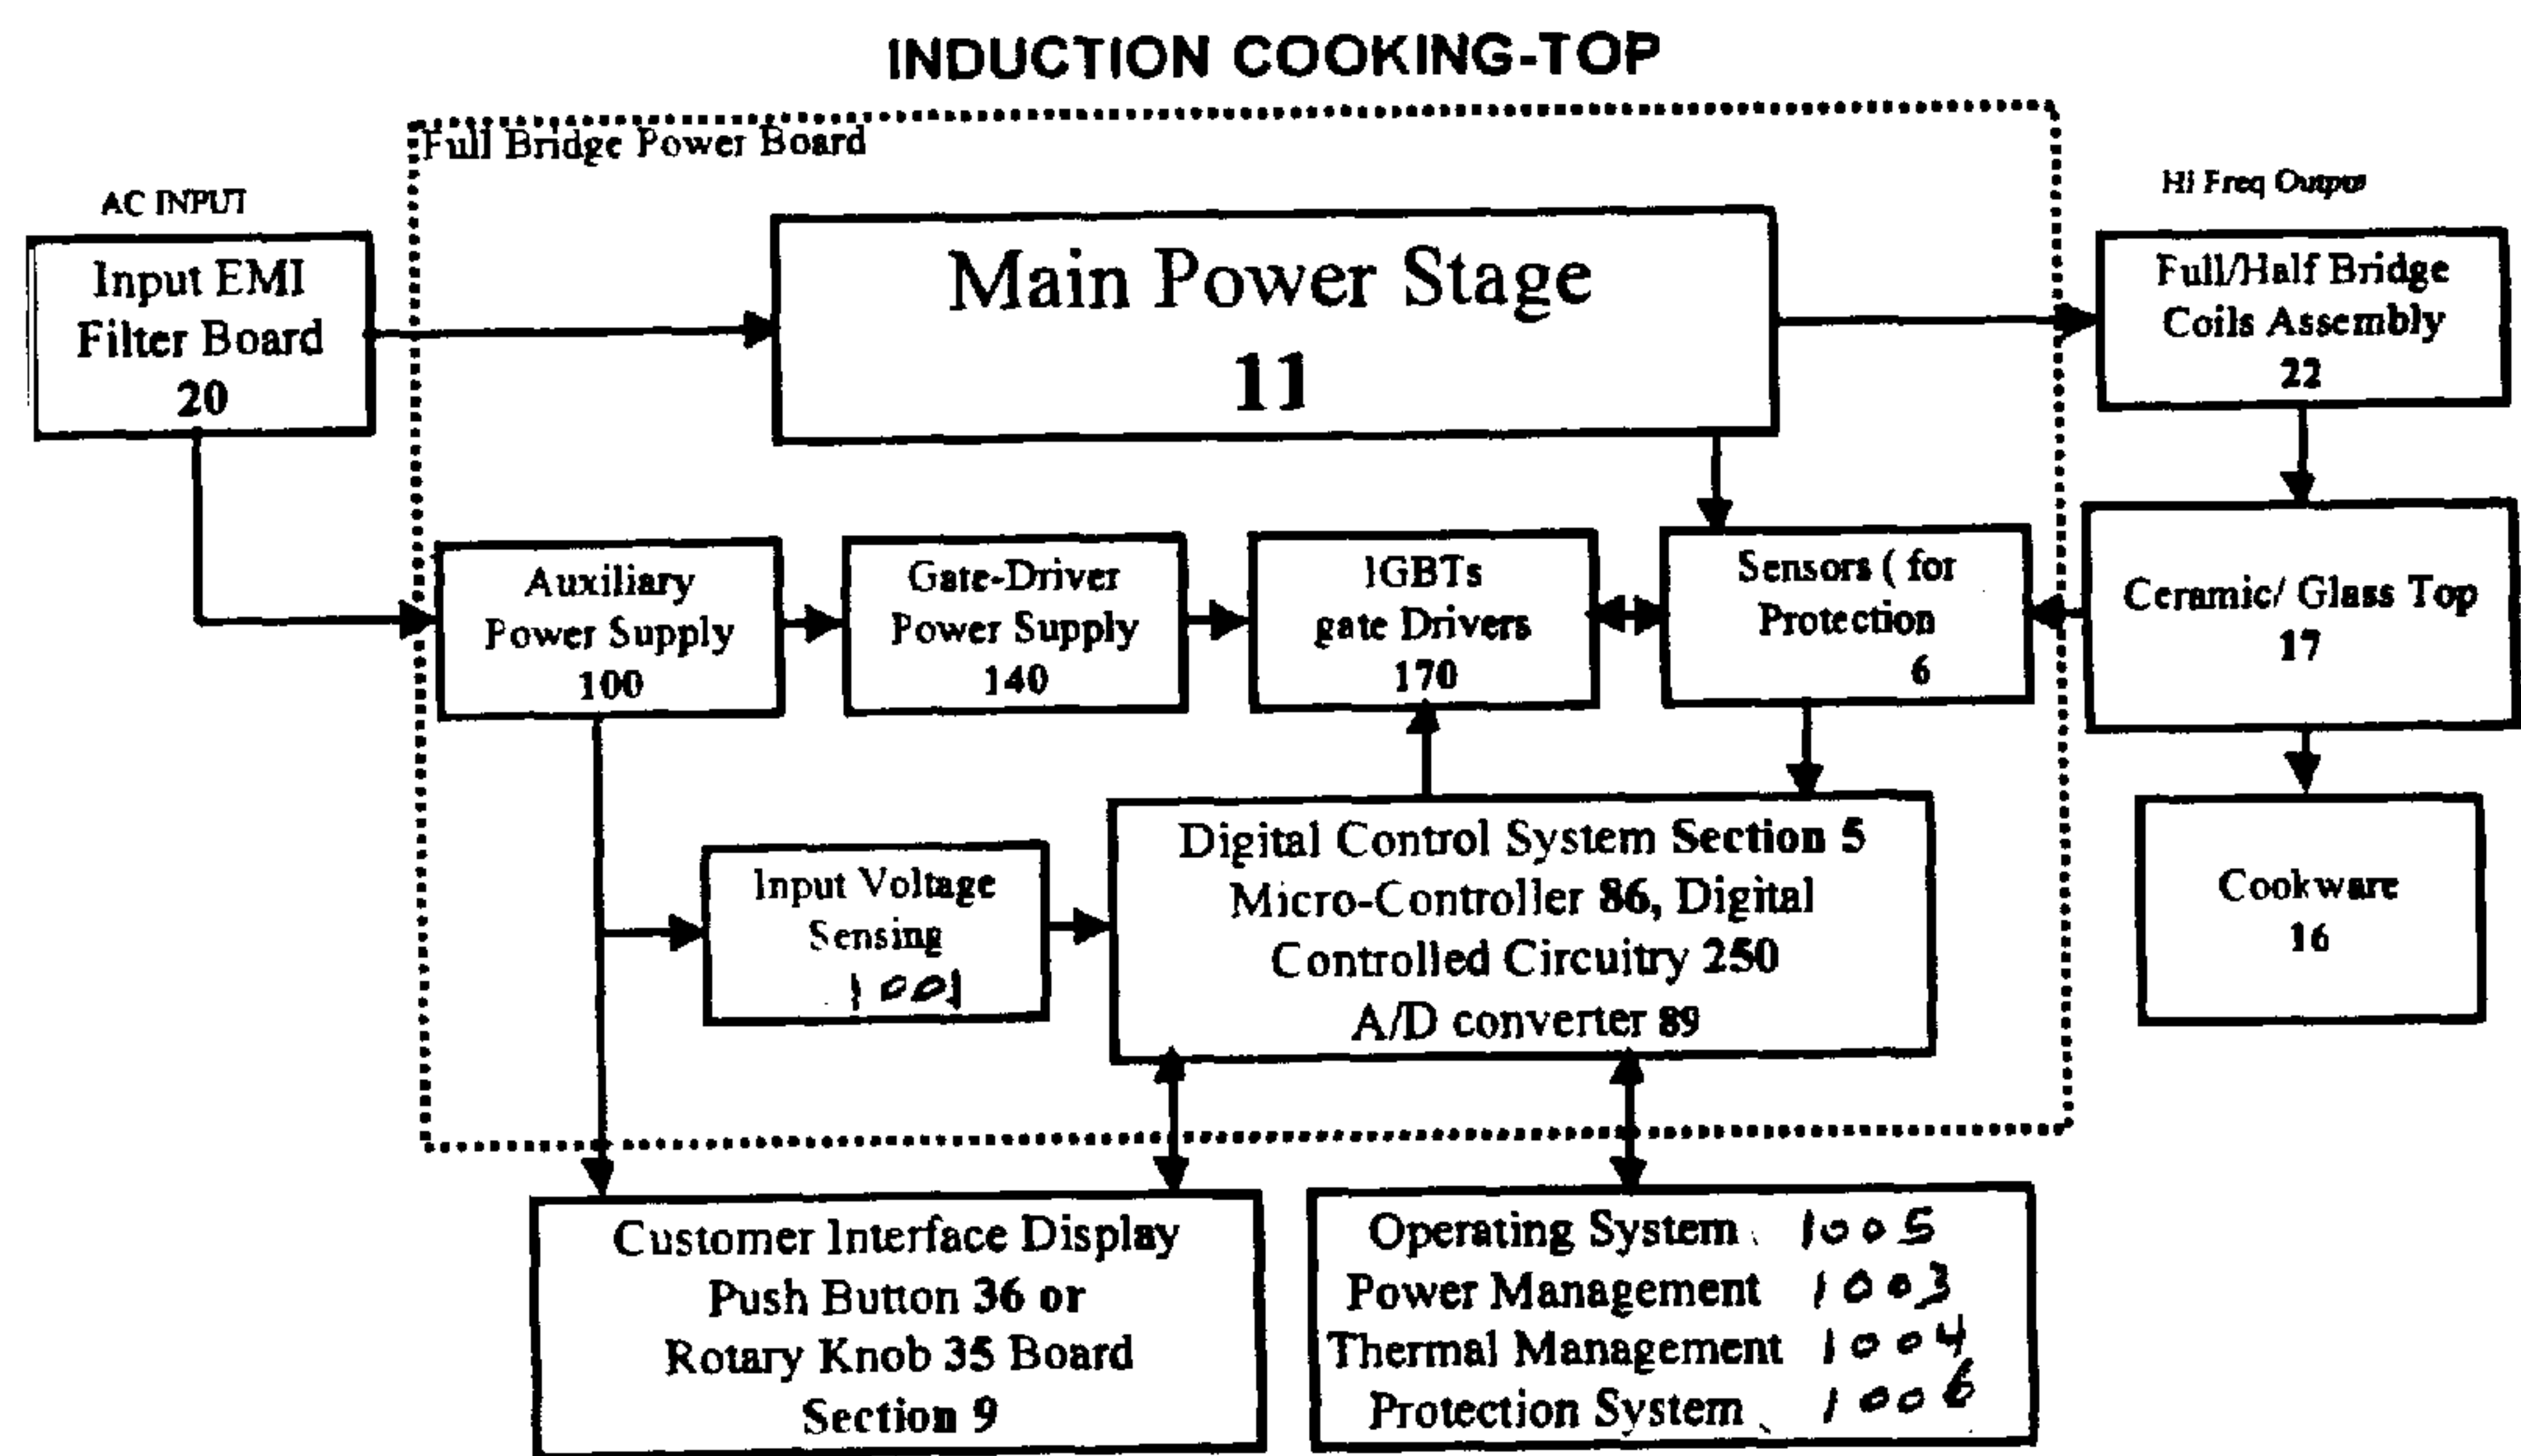 INDUCTION COOKING-TOP
Full Bridge Power Board
AC INPUT
Hi Freq Output
Input EMI
Filter Board
20
Main Power Stage
11
Full/Half Bridge
Coils Assembly
22
Auxiliary
Power Supply
100
Gate-Driver
Power Supply
140
IGBTs
gate Drivers
170
Sensors ( for
Protection
6
Ceramic/ Glass Top
17
Input Voltage
Sensing
1001
Digital Control System Section 5
Micro-Controller 86, Digital
Controlled Circuitry 250
A/D converter 89
Cookware
16
Customer Interface Display
Push Button 36 or
Rotary Knob 35 Board
Section 9
Operating System 1005
Power Management 1003
Thermal Management 1004
Protection System 1006